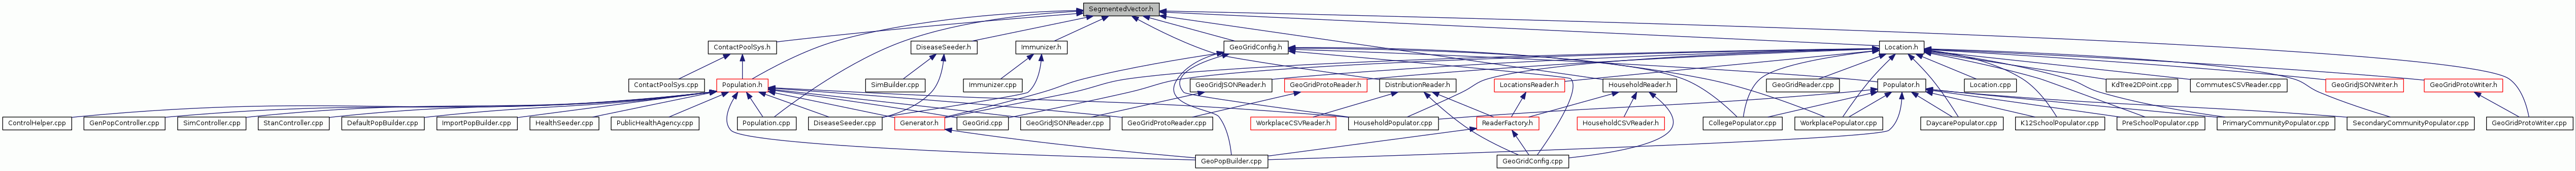 SegmentedVector.h
ContactPoolSys.h
DiseaseSeeder.h
Immunizer.h
GeoGridConfig.h
Location.h
ContactPoolSys.cpp
Population.h
SimBuilder.cpp
Immunizer.cpp
GeoGridJSONReader.h
GeoGridProtoReader.h
DistributionReader.h
LocationsReader.h
HouseholdReader.h
GeoGridReader.cpp
Populator.h
Location.cpp
KdTree2DPoint.cpp
CommutesCSVReader.cpp
GeoGridJSONWriter.h
GeoGridProtoWriter.h
ControlHelper.cpp
GenPopController.cpp
SimController.cpp
StanController.cpp
DefaultPopBuilder.cpp
ImportPopBuilder.cpp
HealthSeeder.cpp
PublicHealthAgency.cpp
Population.cpp
DiseaseSeeder.cpp
Generator.h
GeoGrid.cpp
GeoGridJSONReader.cpp
GeoGridProtoReader.cpp
WorkplaceCSVReader.h
HouseholdPopulator.cpp
ReaderFactory.h
HouseholdCSVReader.h
CollegePopulator.cpp
WorkplacePopulator.cpp
DaycarePopulator.cpp
K12SchoolPopulator.cpp
PreSchoolPopulator.cpp
PrimaryCommunityPopulator.cpp
SecondaryCommunityPopulator.cpp
GeoGridProtoWriter.cpp
GeoPopBuilder.cpp
GeoGridConfig.cpp